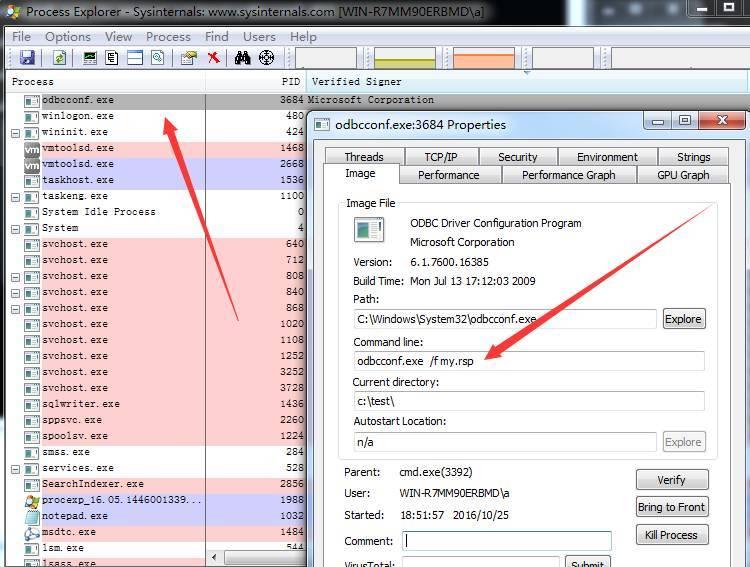 Process Explorer - Sysinternals: www.sysinternals.com [WIN-R7MM90ERBMD\a]
File Options View Process Find Users Help
Process PID Verified Signer
odbcconf.exe 3684 Microsoft Corporation
winlogon.exe 480
wininit.exe 424
vmtoolsd.exe 1468
vmtoolsd.exe 2668
taskhost.exe 1536
taskeng.exe 1100
System Idle Process 0
System 4
svchost.exe 640
svchost.exe 712
svchost.exe 808
svchost.exe 840
svchost.exe 868
svchost.exe 1020
svchost.exe 1108
svchost.exe 1252
svchost.exe 3252
svchost.exe 3728
sqlwriter.exe 1436
sppsvc.exe 2260
spoolsv.exe 1224
smss.exe 284
services.exe 528
SearchIndexer.exe 2856
procexp_16.05.1446001339... 1988
notepad.exe 1032
msdtc.exe 1484
lsm.exe 544
lsass.exe
odbcconf.exe:3684 Properties
Threads TCP/IP Security Environment Strings
Image Performance Performance Graph GPU Graph
Image File
ODBC Driver Configuration Program
Microsoft Corporation
Version: 6.1.7600.16385
Build Time: Mon Jul 13 17:12:03 2009
Path:
C:\Windows\System32\odbcconf.exe Explore
Command line:
odbcconf.exe /f my.rsp
Current directory:
c:\test\
Autostart Location:
n/a Explore
Parent: cmd.exe(3392) Verify
User: WIN-R7MM90ERBMD\a Bring to Front
Started: 18:51:57 2016/10/25 Kill Process
Comment:
VirusTotal: Submit